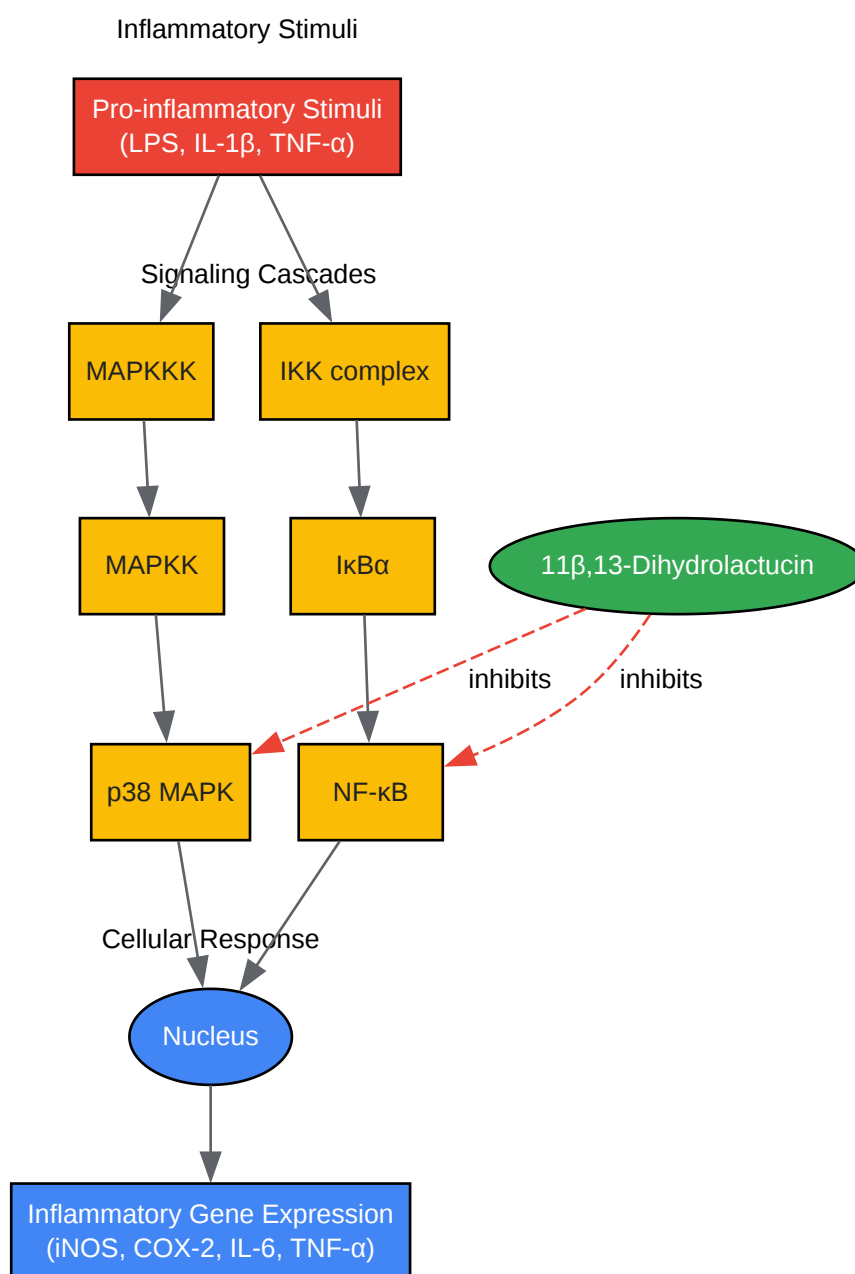 Inflammatory Stimuli
Pro-inflammatory Stimuli
(LPS, IL-1β, TNF-α)
Signaling Cascades
MAPKKK
IKK complex
MAPKK
IκBα
11β,13-Dihydrolactucin
inhibits
inhibits
p38 MAPK
NF-κB
Cellular Response
Nucleus
Inflammatory Gene Expression
(iNOS, COX-2, IL-6, TNF-α)